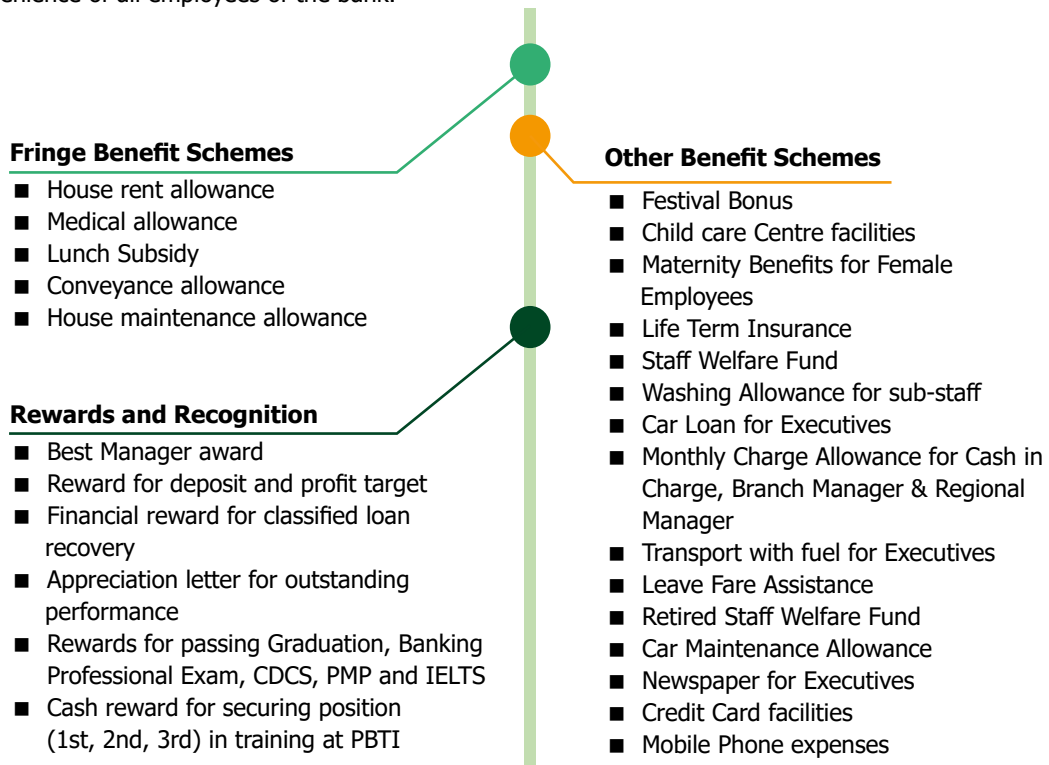 Fringe Benefit Schemes
■ House rent allowance
■ Medical allowance
■ Lunch Subsidy
■ Conveyance allowance
■ House maintenance allowance
Rewards and Recognition
■ Best Manager award
■ Reward for deposit and profit target
■ Financial reward for classified loan
recovery
■ Appreciation letter for outstanding
performance
■ Rewards for passing Graduation, Banking
Professional Exam, CDCS, PMP and IELTS
■ Cash reward for securing position
(1st, 2nd, 3rd) in training at PBTI
Other Benefit Schemes
■ Festival Bonus
■ Child care Centre facilities
■ Maternity Benefits for Female
Employees
■ Life Term Insurance
■ Staff Welfare Fund
■ Washing Allowance for sub-staff
■ Car Loan for Executives
■ Monthly Charge Allowance for Cash in
Charge, Branch Manager & Regional
Manager
■ Transport with fuel for Executives
■ Leave Fare Assistance
■ Retired Staff Welfare Fund
■ Car Maintenance Allowance
■ Newspaper for Executives
■ Credit Card facilities
■ Mobile Phone expenses